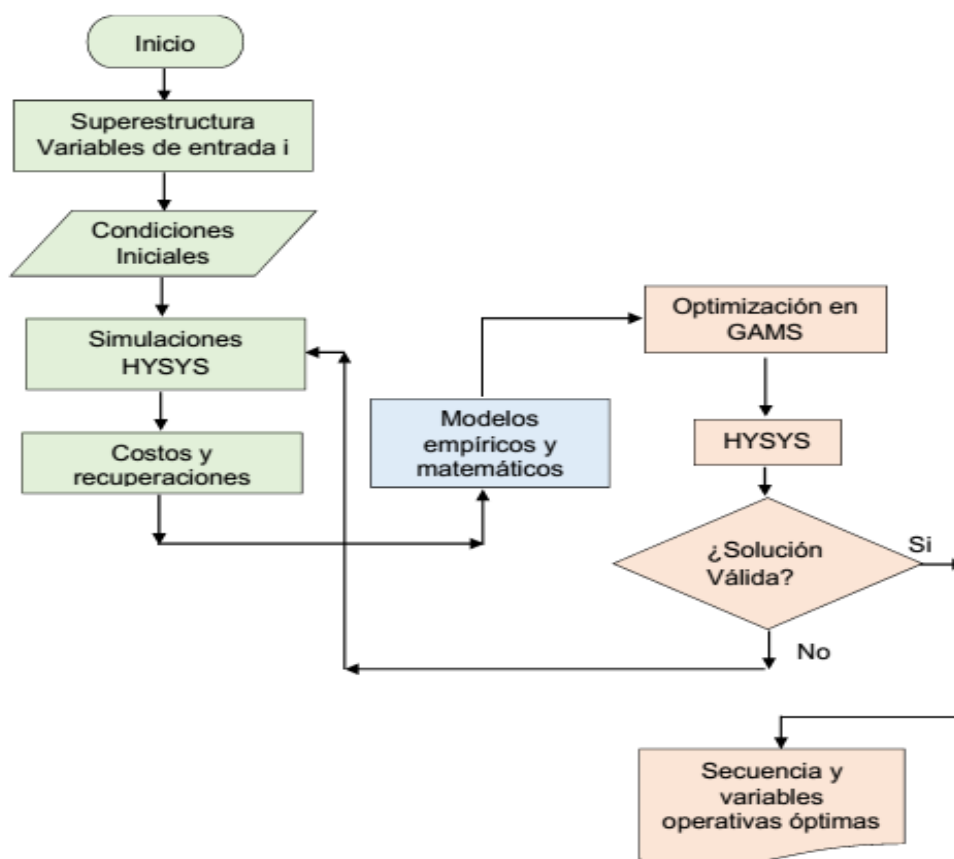 Inicio
Superestructura
Variables de entrada i
Condiciones
Iniciales
Simulaciones
HYSYS
Costos y
recuperaciones
Modelos
empíricos y
matemáticos
Optimización en
GAMS
HYSYS
¿Solución
Válida?
Si
No
Secuencia y
variables
operativas óptimas